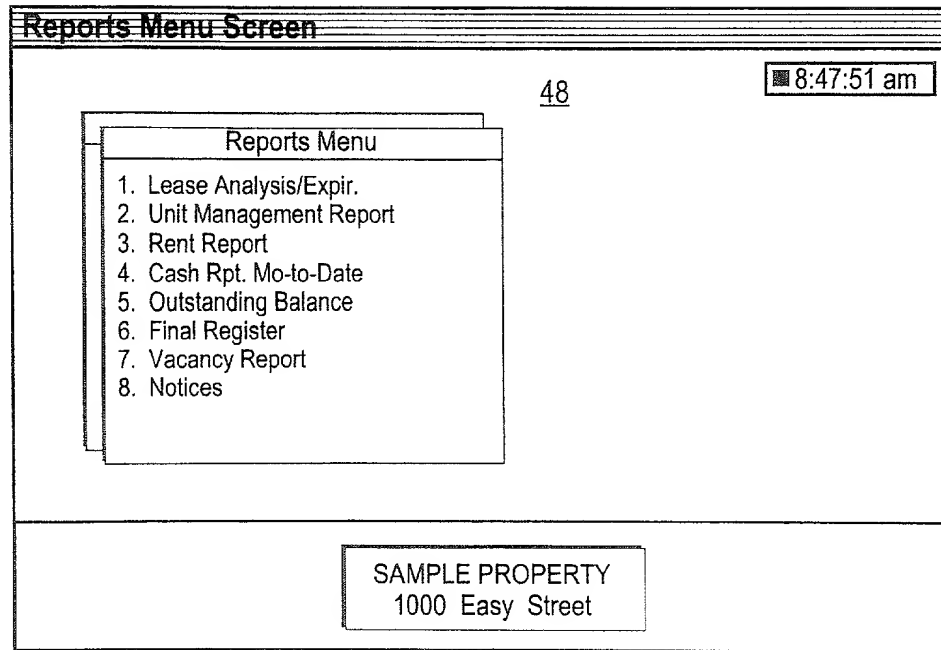 Reports Menu Screen
48
8:47:51 am
Reports Menu
1. Lease Analysis/Expir.
2. Unit Management Report
3. Rent Report
4. Cash Rpt. Mo-to-Date
5. Outstanding Balance
6. Final Register
7. Vacancy Report
8. Notices
SAMPLE PROPERTY
1000 Easy Street